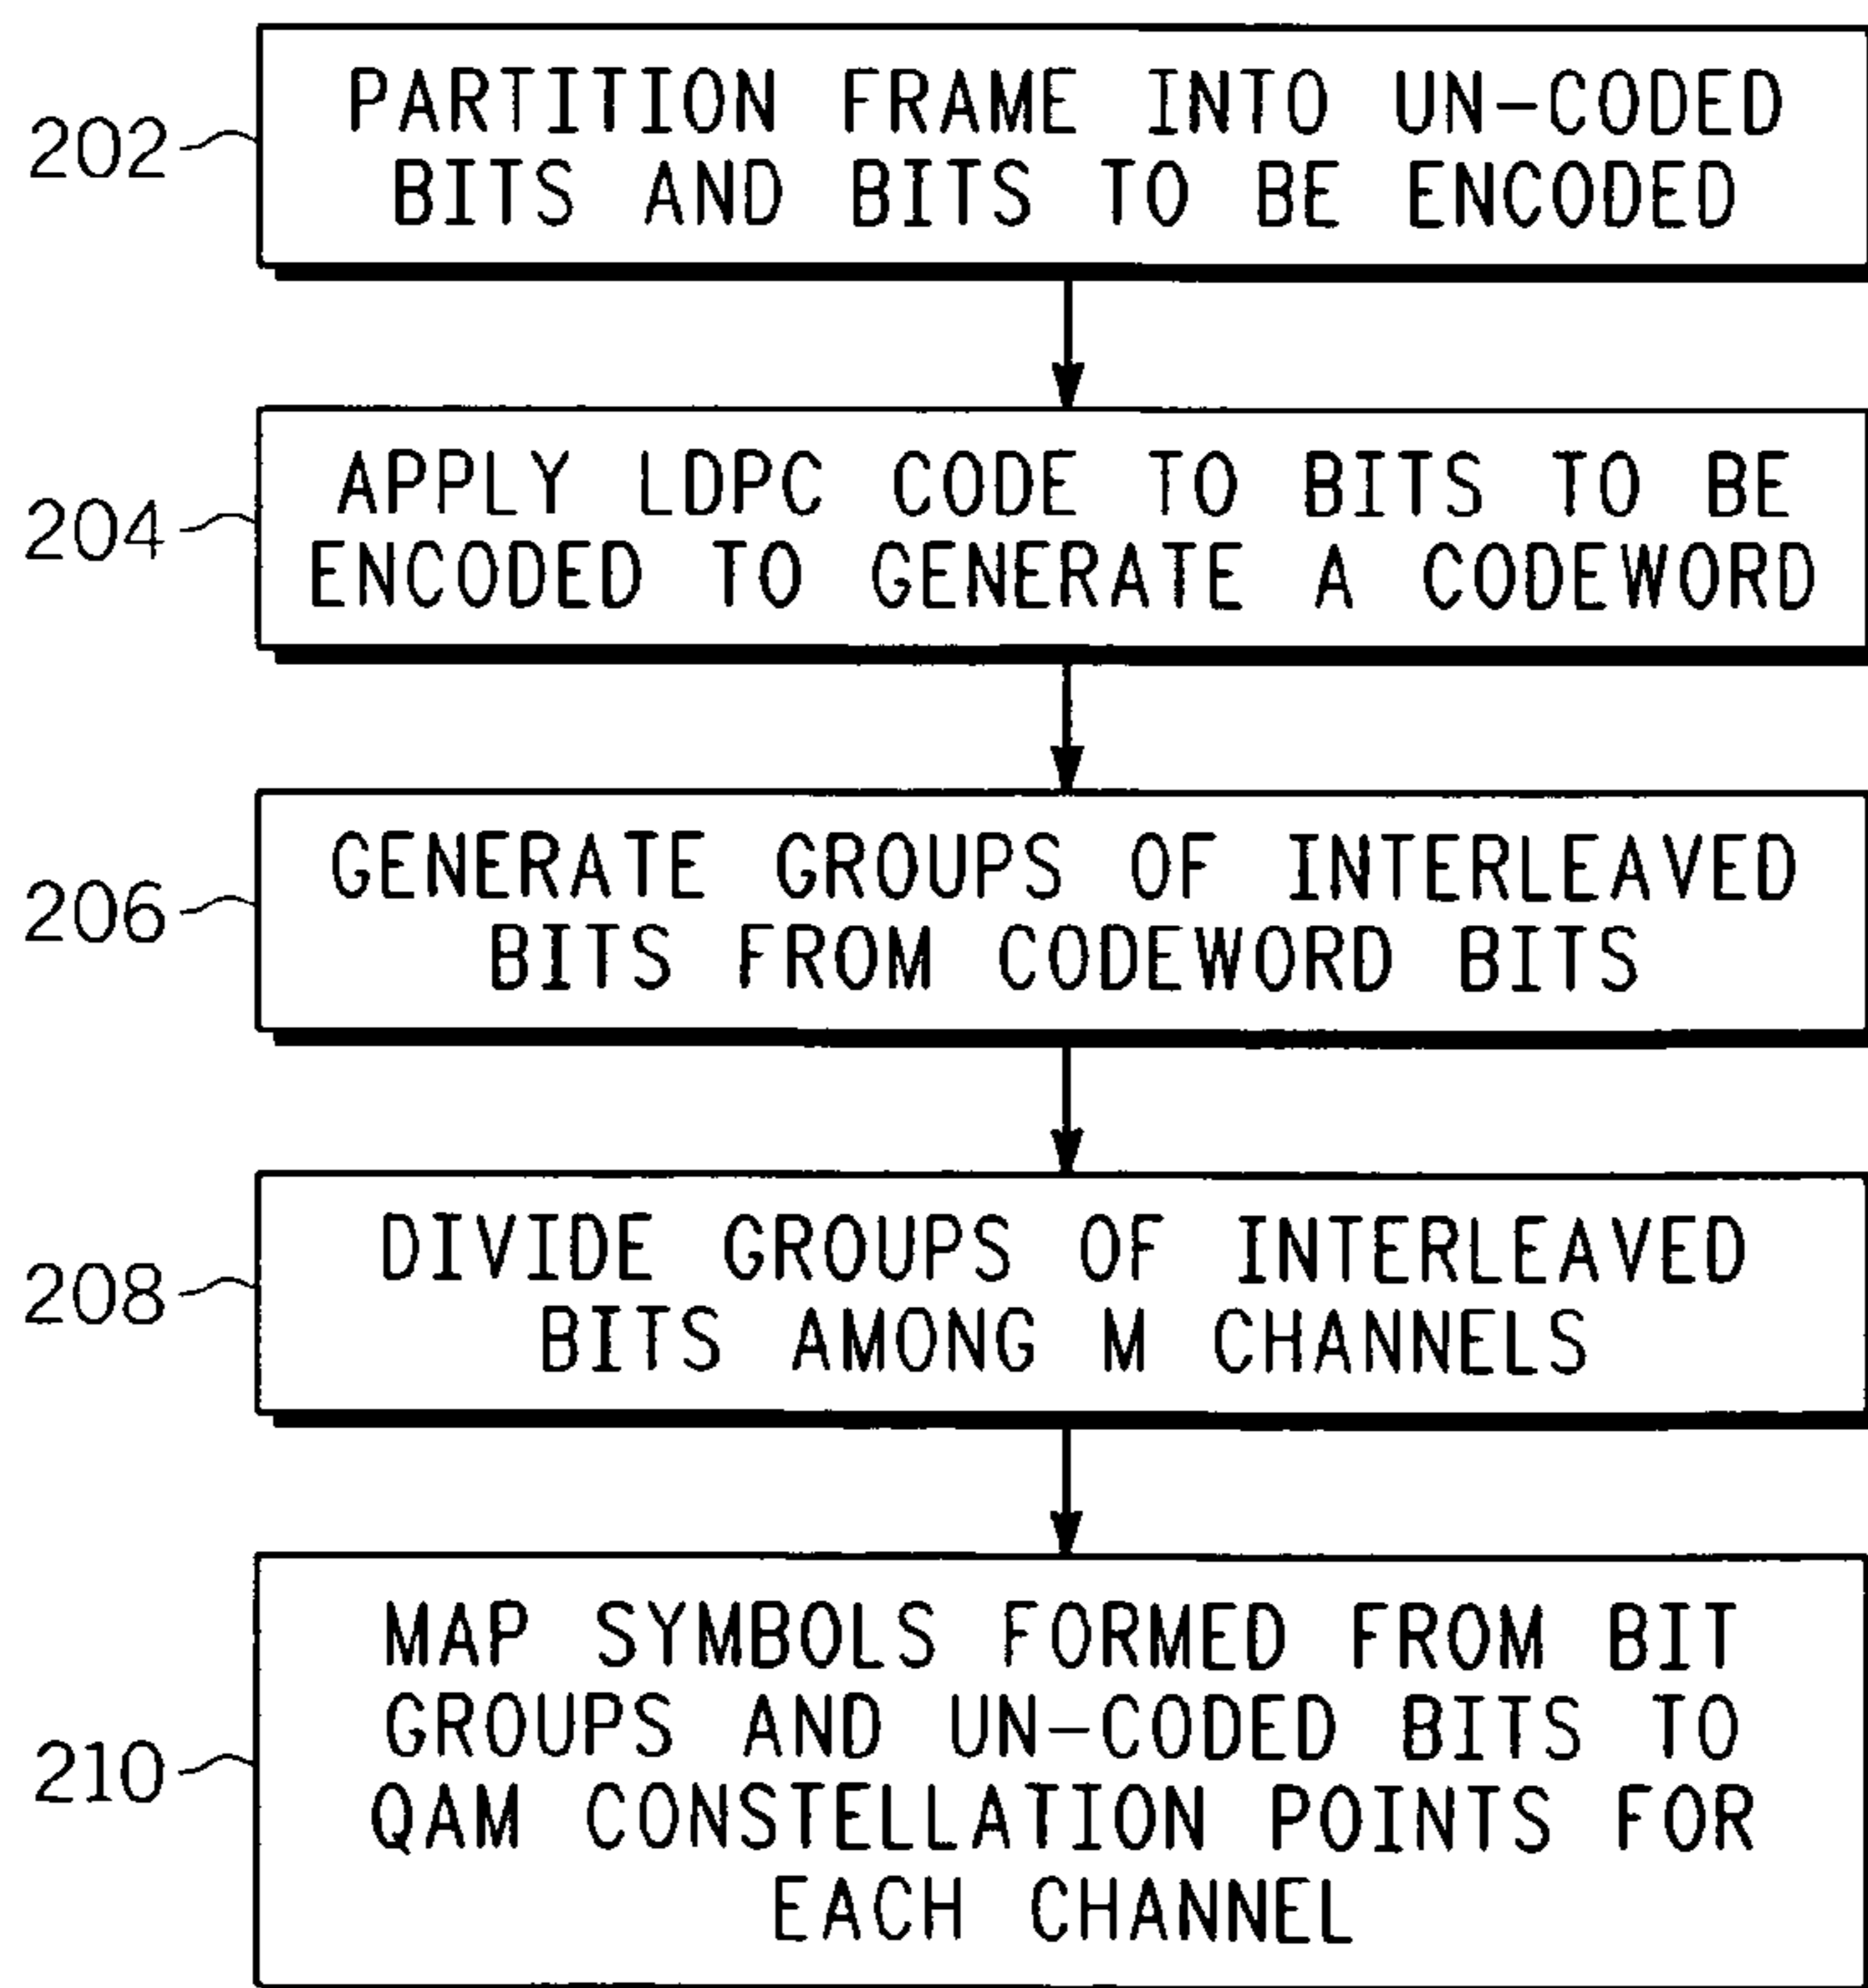 202
PARTITION FRAME INTO UN-CODED
BITS AND BITS TO BE ENCODED
204
APPLY LDPC CODE TO BITS TO BE
ENCODED TO GENERATE A CODEWORD
206
GENERATE GROUPS OF INTERLEAVED
BITS FROM CODEWORD BITS
208
DIVIDE GROUPS OF INTERLEAVED
BITS AMONG M CHANNELS
210
MAP SYMBOLS FORMED FROM BIT
GROUPS AND UN-CODED BITS TO
QAM CONSTELLATION POINTS FOR
EACH CHANNEL